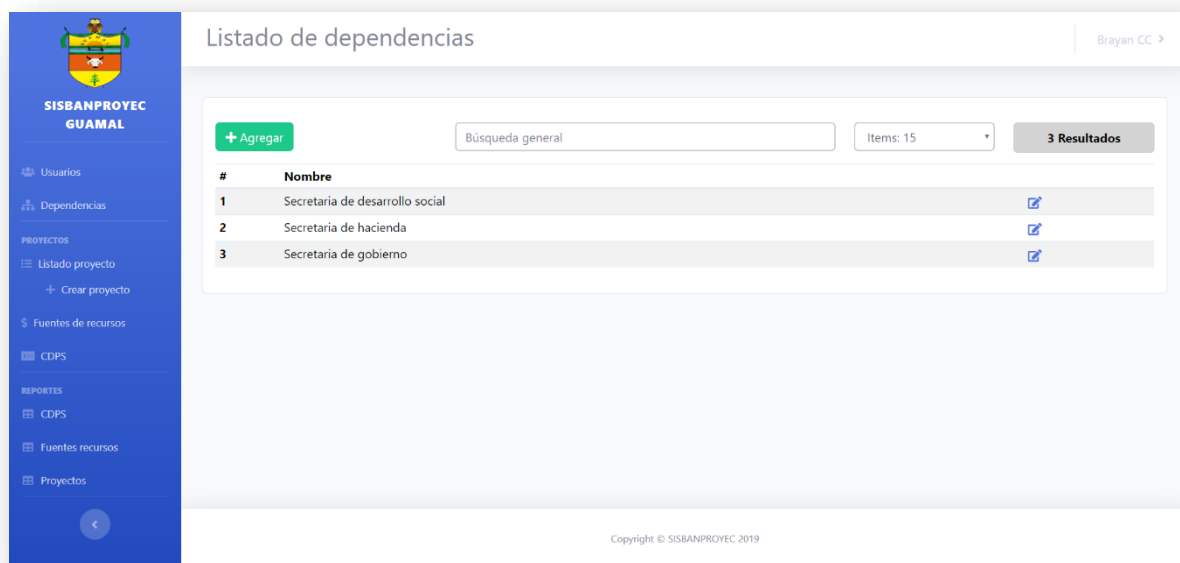 SISBANPROYEC
GUAMAL
Usuarios
Dependencias
PROYECTOS
Listado proyecto
Crear proyecto
Fuentes de recursos
CDPS
REPORTES
CDPS
Fuentes recursos
Proyectos
Listado de dependencias
Brayan CC
Agregar
Búsqueda general
Items: 15
3 Resultados
# Nombre
1 Secretaria de desarrollo social
2 Secretaria de hacienda
3 Secretaria de gobierno
Copyright © SISBANPROYEC 2019